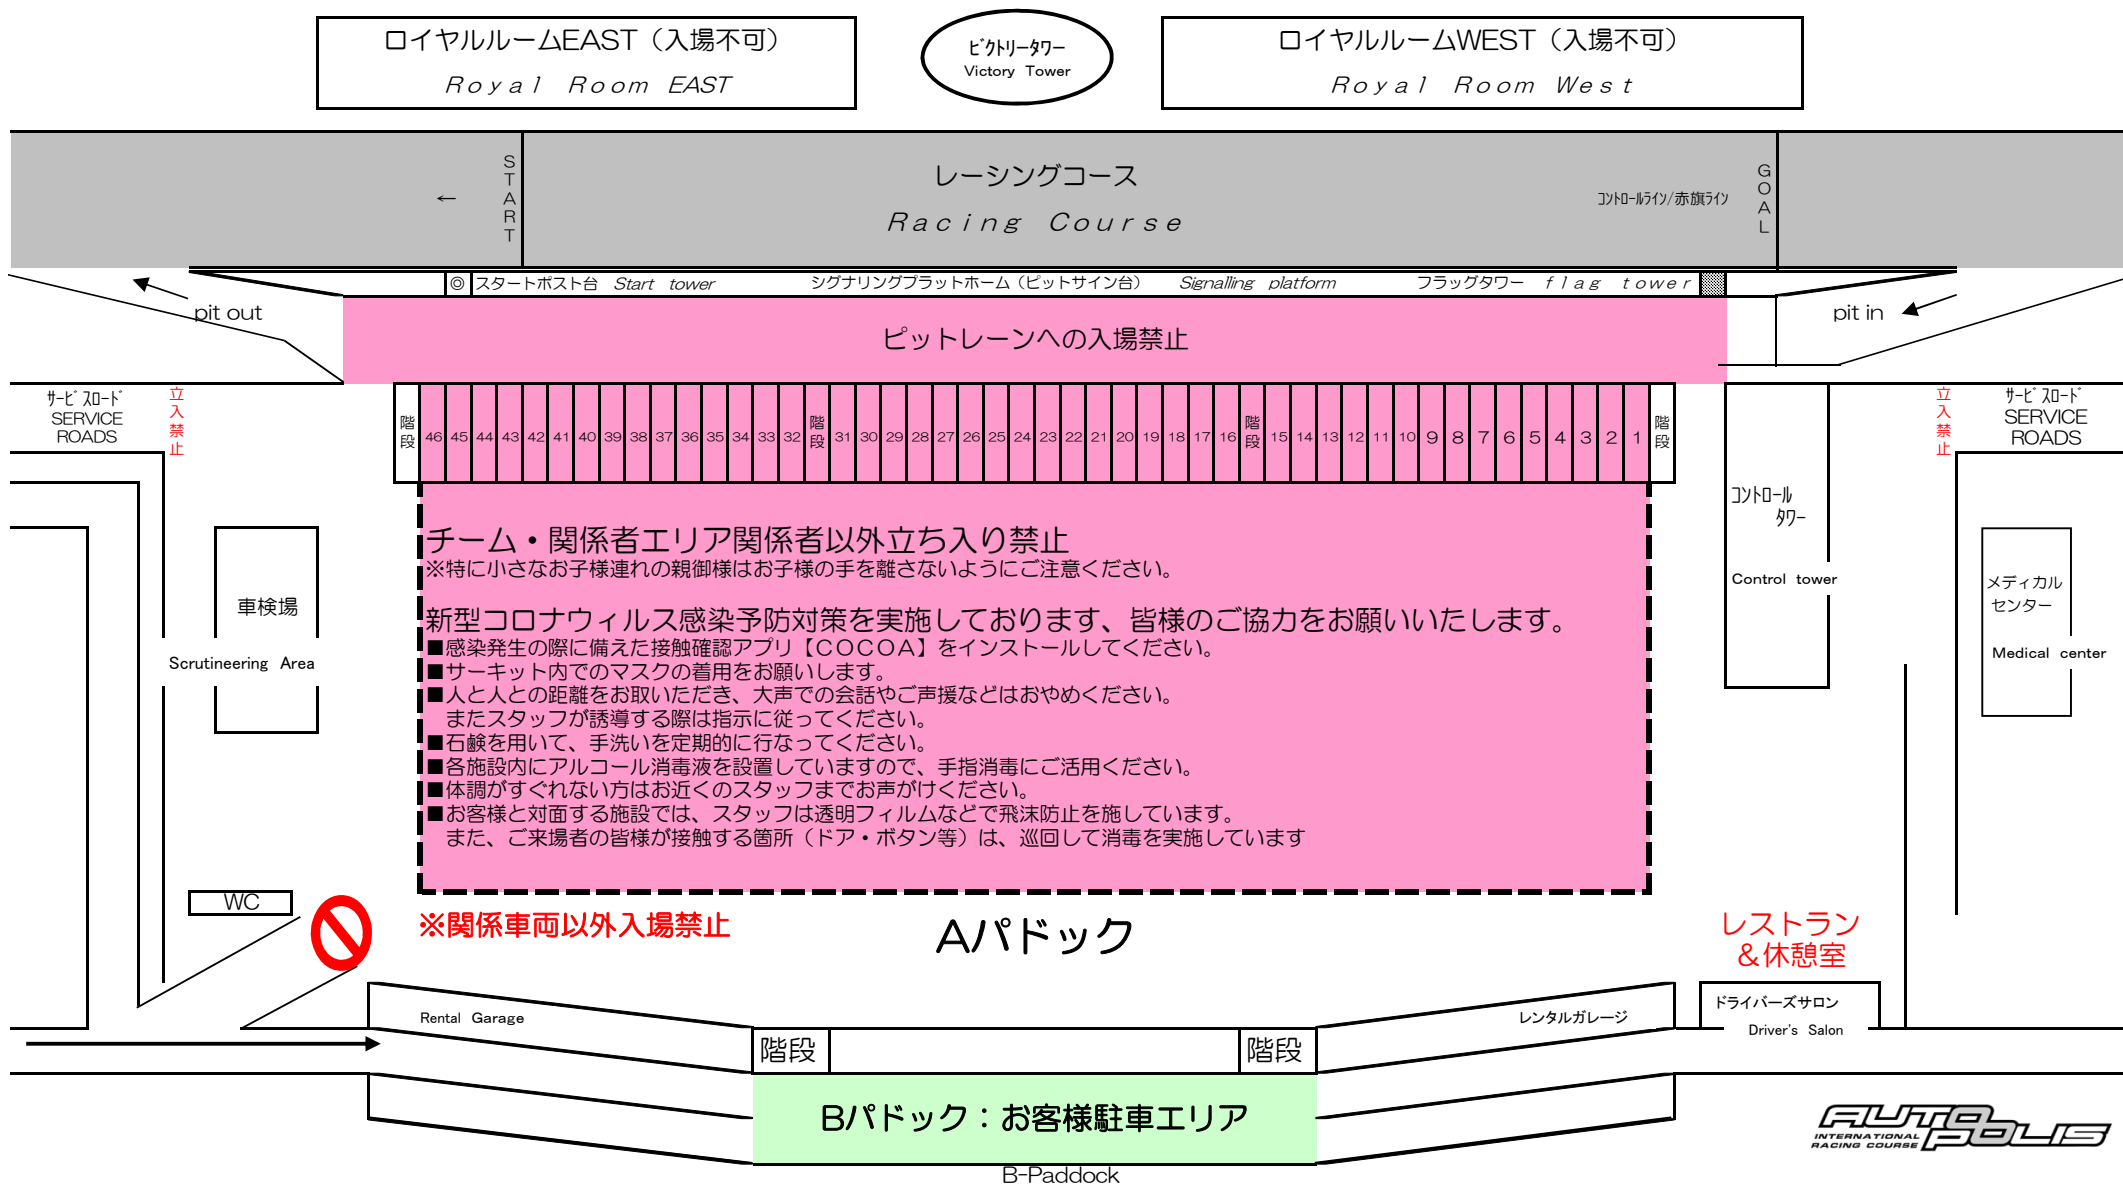 ロイヤルルームEAST（入場不可）
Royal Room EAST
ビクトリータワー
Victory Tower
ロイヤルルームWEST（入場不可）
Royal Room West
START
←
レーシングコース
Racing Course
コントロールライン/赤旗ライン
GOAL
◎ スタートポスト台 Start tower
シグナリングプラットホーム（ピットサイン台） Signalling platform
フラッグタワー flag tower
pit out
pit in
ピットレーンへの入場禁止
サービスロード
SERVICE
ROADS
立入禁止
立入禁止
サービスロード
SERVICE
ROADS
階段 46 45 44 43 42 41 40 39 38 37 36 35 34 33 32 階段 31 30 29 28 27 26 25 24 23 22 21 20 19 18 17 16 階段 15 14 13 12 11 10 9 8 7 6 5 4 3 2 1 階段
コントロール
タワー
Control tower
車検場
Scrutineering Area
メディカル
センター
Medical center
チーム・関係者エリア関係者以外立ち入り禁止
※特に小さなお子様連れの親御様はお子様の手を離さないようにご注意ください。
新型コロナウィルス感染予防対策を実施しております、皆様のご協力をお願いいたします。
■感染発生の際に備えた接触確認アプリ【COCOA】をインストールしてください。
■サーキット内でのマスクの着用をお願いします。
■人と人との距離をお取いただき、大声での会話やご声援などはおやめください。
またスタッフが誘導する際は指示に従ってください。
■石鹸を用いて、手洗いを定期的に行なってください。
■各施設内にアルコール消毒液を設置していますので、手指消毒にご活用ください。
■体調がすぐれない方はお近くのスタッフまでお声がけください。
■お客様と対面する施設では、スタッフは透明フィルムなどで飛沫防止を施しています。
また、ご来場者の皆様が接触する箇所（ドア・ボタン等）は、巡回して消毒を実施しています
WC
※関係車両以外入場禁止
Aパドック
レストラン
＆休憩室
Rental Garage
レンタルガレージ
ドライバーズサロン
Driver's Salon
階段
階段
Bパドック：お客様駐車エリア
B-Paddock
AUTOPOLIS
INTERNATIONAL
RACING COURSE